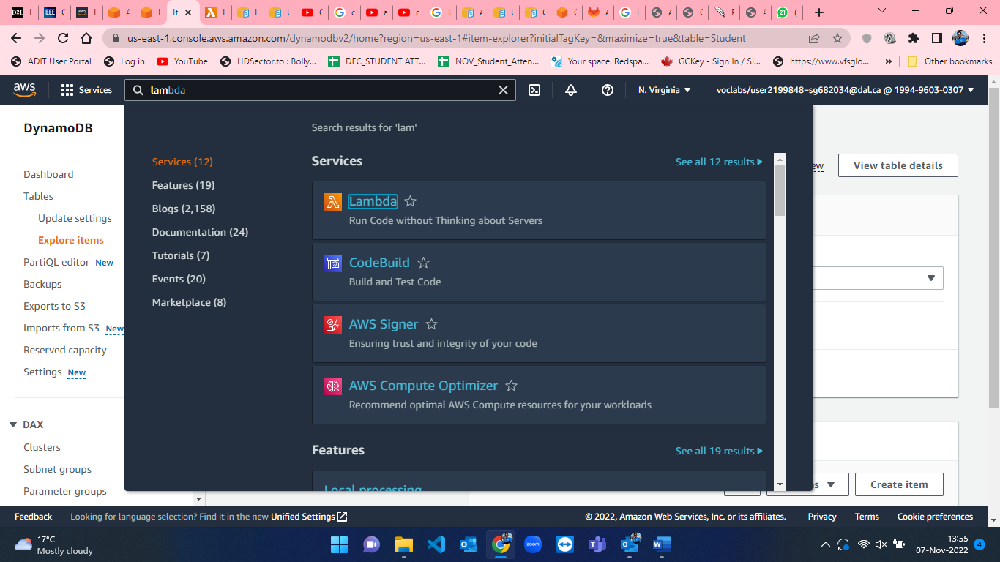 D2L
IEEE
aws
us-east-1.console.aws.amazon.com/dynamodbv2/home?region=us-east-1#item-explorer?initialTagKey=&maximize=true&table=Student
ADIT User Portal Log in YouTube HDSector.to : Bolly... DEC_STUDENT ATT... NOV_Student_Atten... Your space. Redspa... GCKey - Sign In / Si... https://www.vfsglo... » Other bookmarks
aws Services lambda N. Virginia voclabs/user2199848=sg682034@dal.ca @ 1994-9603-0307
DynamoDB
Dashboard
Tables
Update settings
Explore items
PartiQL editor New
Backups
Exports to S3
Imports from S3 New
Reserved capacity
Settings New
DAX
Clusters
Subnet groups
Parameter groups
Search results for 'lam'
Services (12)
Features (19)
Blogs (2,158)
Documentation (24)
Tutorials (7)
Events (20)
Marketplace (8)
Services See all 12 results
Lambda
Run Code without Thinking about Servers
CodeBuild
Build and Test Code
AWS Signer
Ensuring trust and integrity of your code
AWS Compute Optimizer
Recommend optimal AWS Compute resources for your workloads
Features See all 19 results
Local processing
View table details
Create item
Feedback Looking for language selection? Find it in the new Unified Settings © 2022, Amazon Web Services, Inc. or its affiliates. Privacy Terms Cookie preferences
17°C
Mostly cloudy
zoom
13:55
07-Nov-2022 4